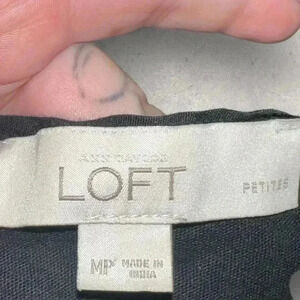 ANN TAYLOR
LOFT
PETITES
MP
MADE IN
INDIA